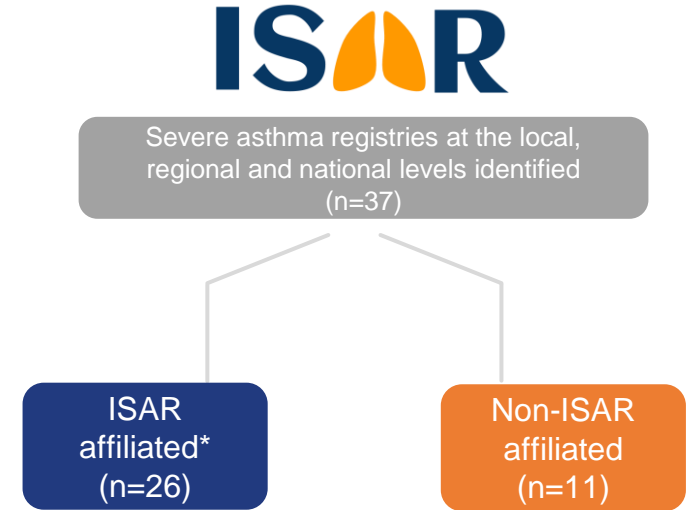 ISAR
Severe asthma registries at the local,
regional and national levels identified
(n=37)
ISAR
affiliated*
(n=26)
Non-ISAR
affiliated
(n=11)